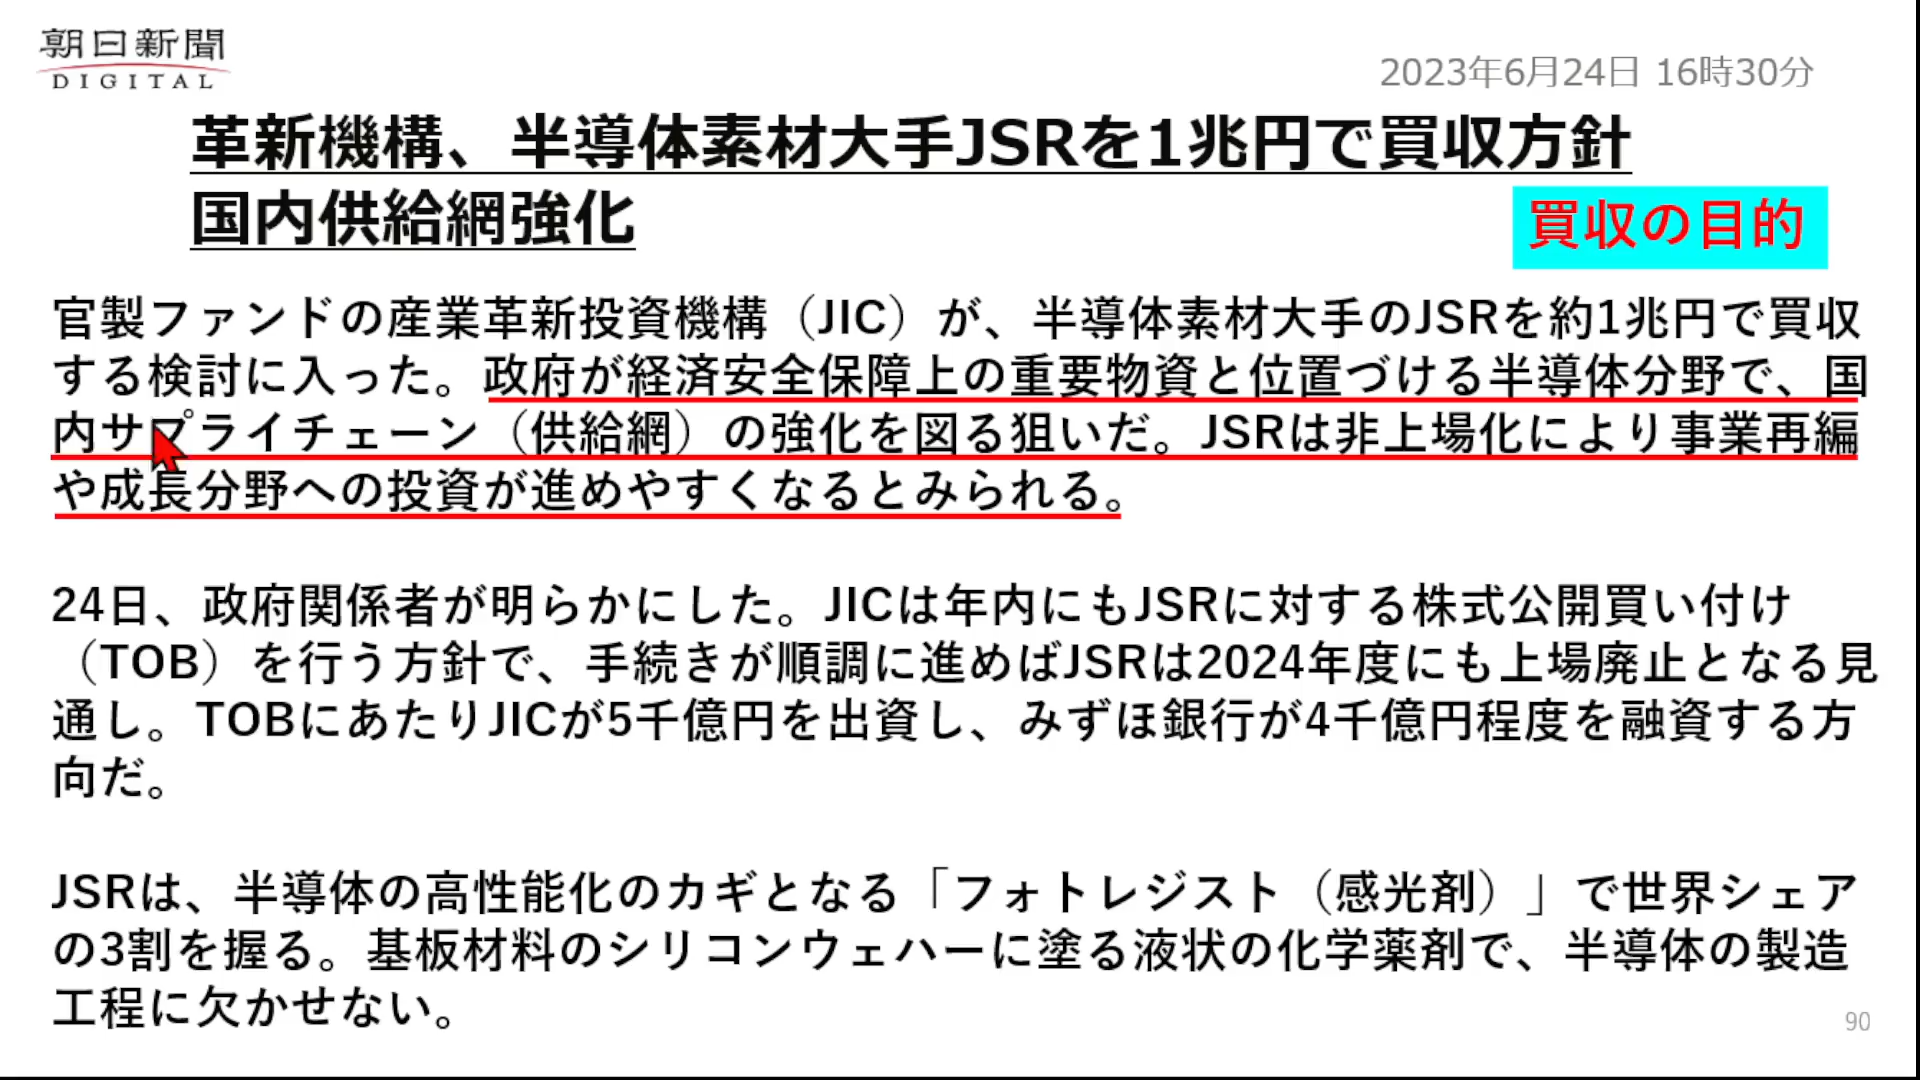 朝日新聞
DIGITAL
2023年6月24日 16時30分
革新機構、半導体素材大手JSRを1兆円で買収方針
国内供給網強化
買収の目的
官製ファンドの産業革新投資機構（JIC）が、半導体素材大手のJSRを約1兆円で買収
する検討に入った。政府が経済安全保障上の重要物資と位置づける半導体分野で、国
内サプライチェーン（供給網）の強化を図る狙いだ。JSRは非上場化により事業再編
や成長分野への投資が進めやすくなるとみられる。
24日、政府関係者が明らかにした。JICは年内にもJSRに対する株式公開買い付け
（TOB）を行う方針で、手続きが順調に進めばJSRは2024年度にも上場廃止となる見
通し。TOBにあたりJICが5千億円を出資し、みずほ銀行が4千億円程度を融資する方
向だ。
JSRは、半導体の高性能化のカギとなる「フォトレジスト（感光剤）」で世界シェア
の3割を握る。基板材料のシリコンウェハーに塗る液状の化学薬剤で、半導体の製造
工程に欠かせない。
90